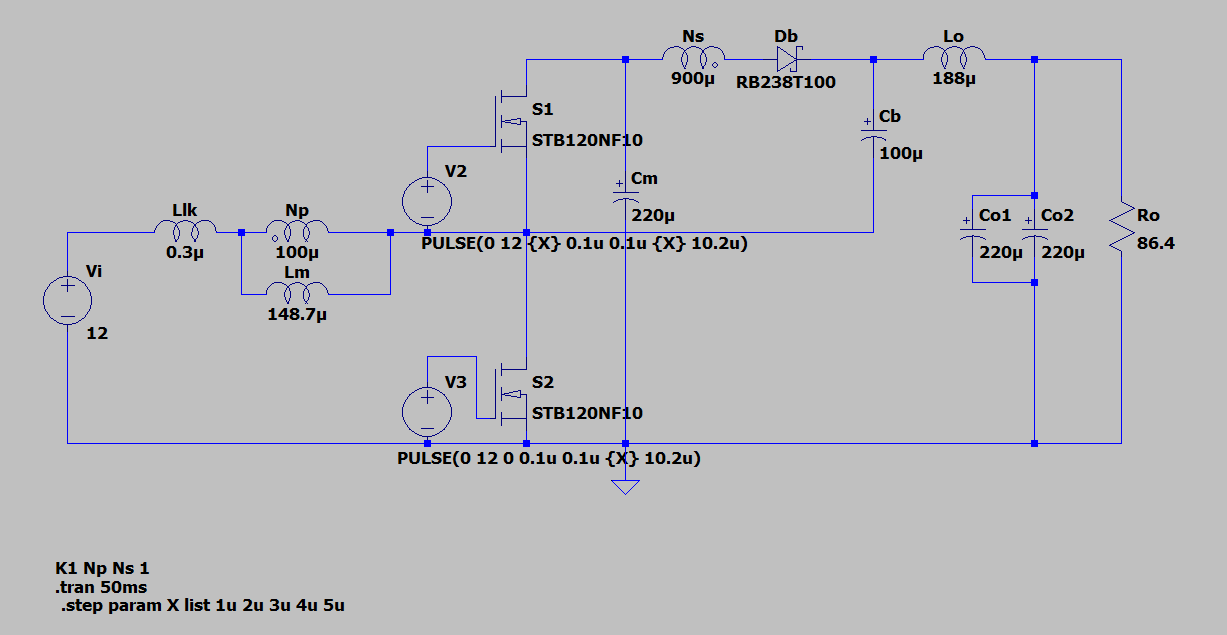 Ns
900µ
Db
RB238T100
Lo
188µ
S1
STB120NF10
Cb
100µ
V2
Cm
220µ
Llk
0.3µ
Np
100µ
PULSE(0 12 {X} 0.1u 0.1u {X} 10.2u)
Co1
220µ
Co2
220µ
Ro
86.4
Vi
12
Lm
148.7µ
V3
S2
STB120NF10
PULSE(0 12 0 0.1u 0.1u {X} 10.2u)
K1 Np Ns 1
.tran 50ms
.step param X list 1u 2u 3u 4u 5u